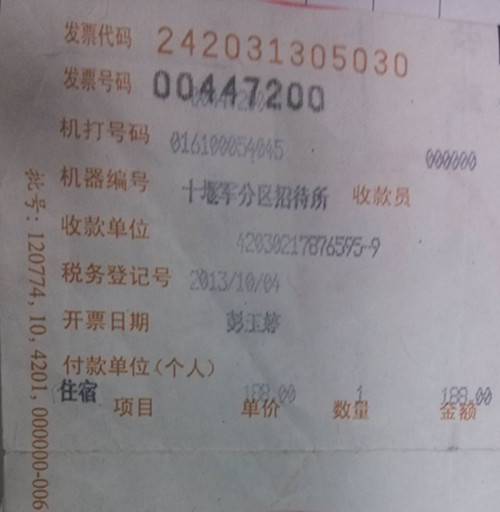 发票代码 242031305030
发票号码 00447200
机打号码 016100054045
000000
机器编号 十堰军分区招待所 收款员
收款单位 42030217876595-9
税务登记号 2013/10/04
开票日期 彭玉婷
付款单位(个人)
住宿 188.00 1 188.00
项目 单价 数量 金额
批号: 120774, 10, 4201, 000000-006